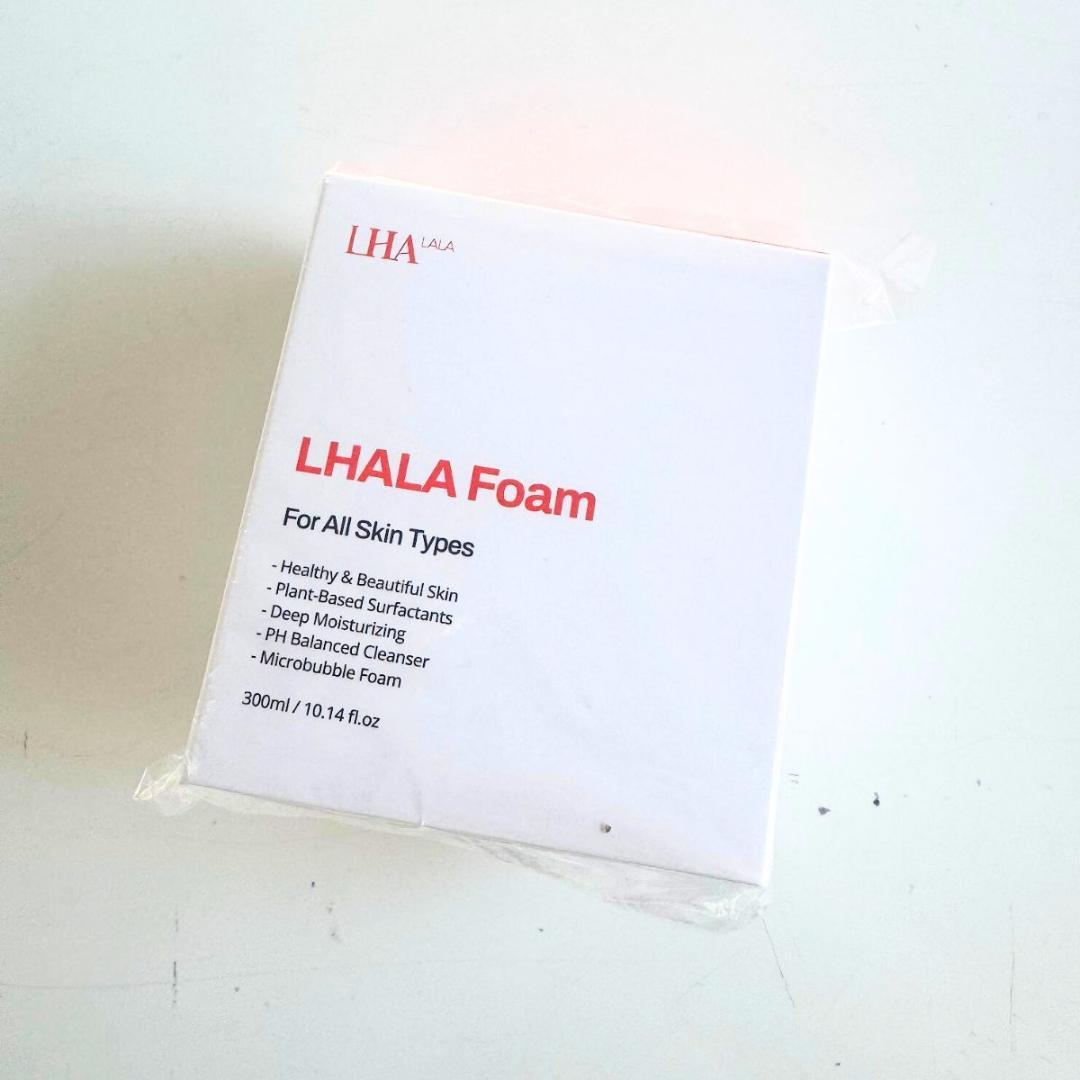 LHA LALA
LHALA Foam
For All Skin Types
- Healthy & Beautiful Skin
- Plant-Based Surfactants
- Deep Moisturizing
- PH Balanced Cleanser
- Microbubble Foam
300ml / 10.14 fl.oz